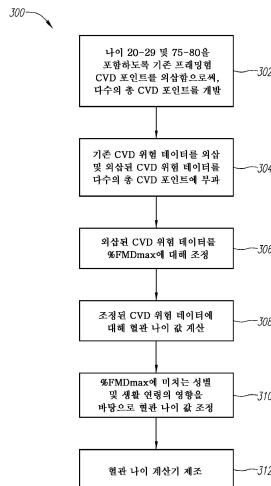 300
나이 20-29 및 75-80을
포함하도록 기존 프래밍험
CVD 포인트를 외삽함으로써,
다수의 총 CVD 포인트를 개발
302
기존 CVD 위험 데이터를 외삽
및 외삽된 CVD 위험 데이터를
다수의 총 CVD 포인트에 부과
304
외삽된 CVD 위험 데이터를
%FMDmax에 대해 조정
306
조정된 CVD 위험 데이터에
대해 혈관 나이 값 계산
308
%FMDmax에 미치는 성별
및 생활 연령의 영향을
바탕으로 혈관 나이 값 조정
310
혈관 나이 계산기 제조
312